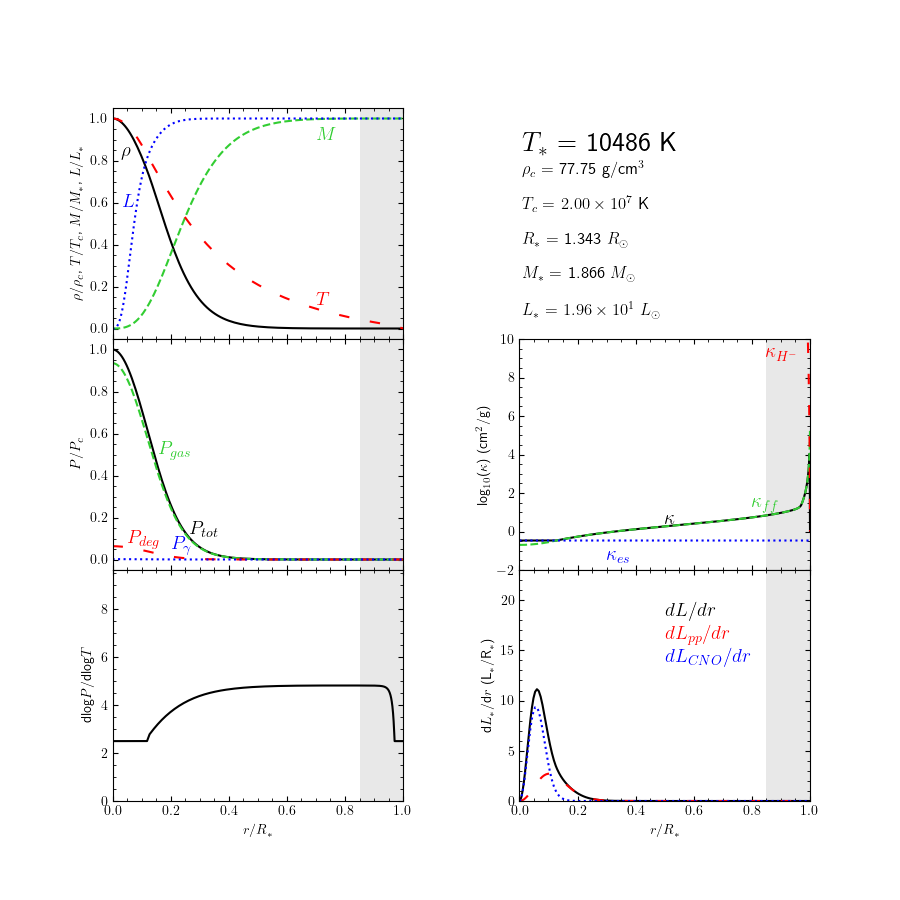 T* = 10486 K
ρc = 77.75 g/cm³
Tc = 2.00 × 10⁷ K
R* = 1.343 R⊙
M* = 1.866 M⊙
L* = 1.96 × 10¹ L⊙
ρ/ρc, T/Tc, M/M*, L/L*
1.0
0.8
0.6
0.4
0.2
0.0
ρ
L
M
T
P/Pc
1.0
0.8
0.6
0.4
0.2
0.0
Pgas
Ptot
Pdeg
Pγ
dlogP/dlogT
8
6
4
2
0
0.0 0.2 0.4 0.6 0.8 1.0
r/R*
log₁₀(κ) (cm²/g)
10
8
6
4
2
0
−2
κH⁻
κff
κ
κes
dL*/dr (L*/R*)
20
15
10
5
0
dL/dr
dLpp/dr
dLCNO/dr
0.0 0.2 0.4 0.6 0.8 1.0
r/R*